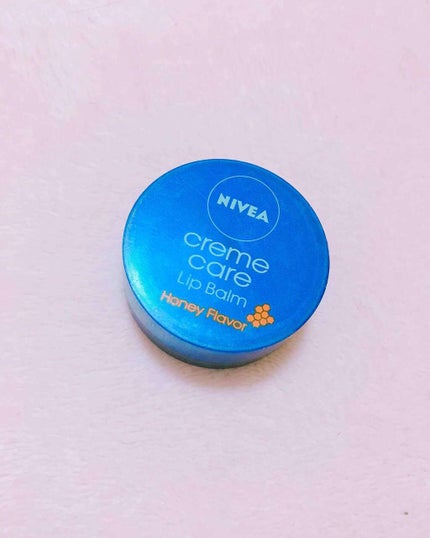 NIVEA
creme
care
Lip Balm
Honey Flavor